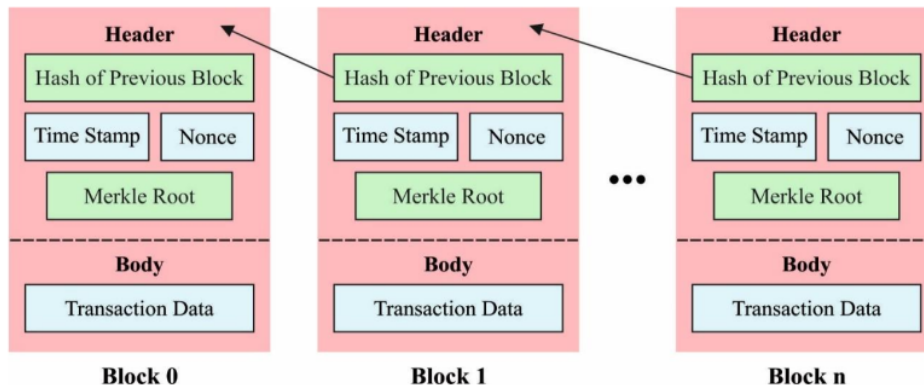 Header
Hash of Previous Block
Time Stamp
Nonce
Merkle Root
Body
Transaction Data
Block 0
Header
Hash of Previous Block
Time Stamp
Nonce
Merkle Root
Body
Transaction Data
Block 1
•••
Header
Hash of Previous Block
Time Stamp
Nonce
Merkle Root
Body
Transaction Data
Block n